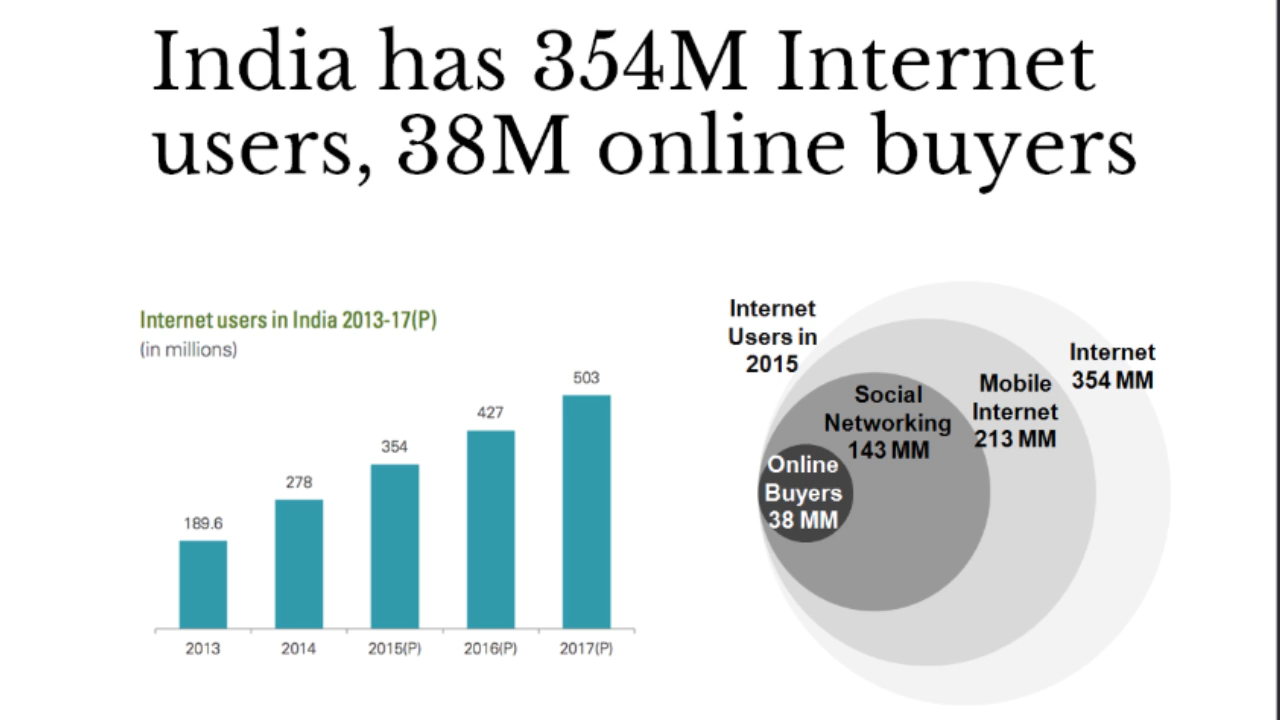 India has 354M Internet
users, 38M online buyers
Internet users in India 2013-17(P)
(in millions)
189.6
278
354
427
503
2013
2014
2015(P)
2016(P)
2017(P)
Internet
Users in
2015
Internet
354 MM
Mobile
Internet
213 MM
Social
Networking
143 MM
Online
Buyers
38 MM